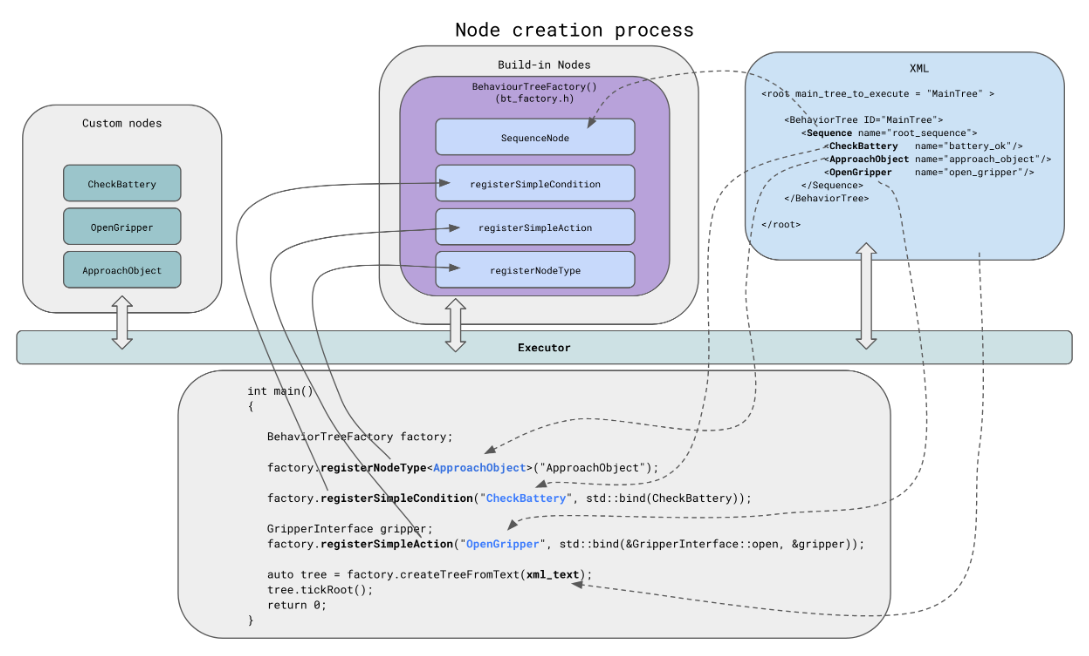 Node creation process
Custom nodes
CheckBattery
OpenGripper
ApproachObject
Build-in Nodes
BehaviourTreeFactory()
(bt_factory.h)
SequenceNode
registerSimpleCondition
registerSimpleAction
registerNodeType
XML
<root main_tree_to_execute = "MainTree" >
<BehaviorTree ID="MainTree">
<Sequence name="root_sequence">
<CheckBattery name="battery_ok"/>
<ApproachObject name="approach_object"/>
<OpenGripper name="open_gripper"/>
</Sequence>
</BehaviorTree>
</root>
Executor
int main()
{
BehaviorTreeFactory factory;
factory.registerNodeType<ApproachObject>("ApproachObject");
factory.registerSimpleCondition("CheckBattery", std::bind(CheckBattery));
GripperInterface gripper;
factory.registerSimpleAction("OpenGripper", std::bind(&GripperInterface::open, &gripper));
auto tree = factory.createTreeFromText(xml_text);
tree.tickRoot();
return 0;
}